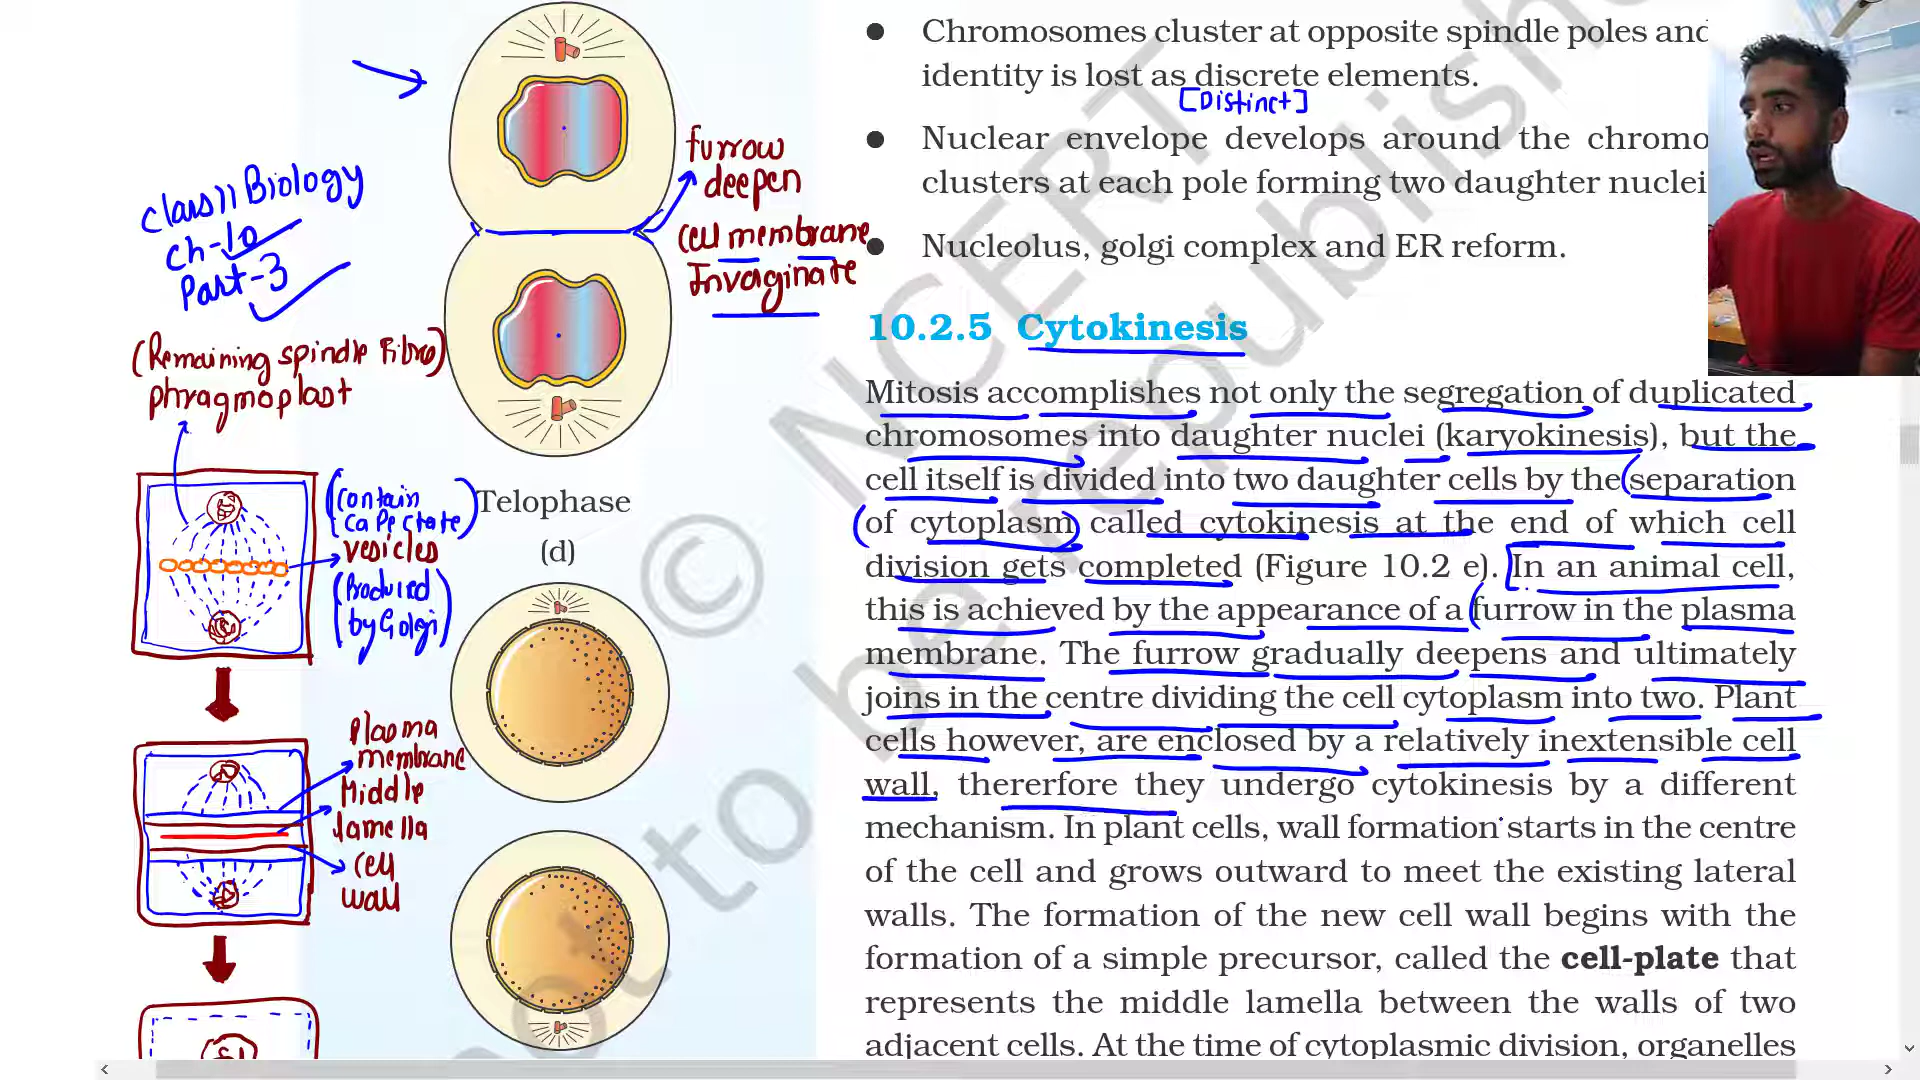 Class 11 Biology
Ch-10
Part-3
furrow
deepen
Cell membrane
Invaginate
(Remaining spindle Fibre)
phragmoplast
(contain
Ca Pectate)
vesicles
(Produced
by Golgi)
Plasma
membrane
Middle
lamella
Cell
wall
Telophase
(d)
● Chromosomes cluster at opposite spindle poles and
identity is lost as discrete elements.
[Distinct]
● Nuclear envelope develops around the chromo
clusters at each pole forming two daughter nuclei
● Nucleolus, golgi complex and ER reform.
10.2.5 Cytokinesis
Mitosis accomplishes not only the segregation of duplicated
chromosomes into daughter nuclei (karyokinesis), but the
cell itself is divided into two daughter cells by the (separation
(of cytoplasm) called cytokinesis at the end of which cell
division gets completed (Figure 10.2 e). [In an animal cell,
this is achieved by the appearance of a (furrow in the plasma
membrane. The furrow gradually deepens and ultimately
joins in the centre dividing the cell cytoplasm into two. Plant
cells however, are enclosed by a relatively inextensible cell
wall, thererfore they undergo cytokinesis by a different
mechanism. In plant cells, wall formation starts in the centre
of the cell and grows outward to meet the existing lateral
walls. The formation of the new cell wall begins with the
formation of a simple precursor, called the cell-plate that
represents the middle lamella between the walls of two
adjacent cells. At the time of cytoplasmic division, organelles
© NCERT
not to be republishe